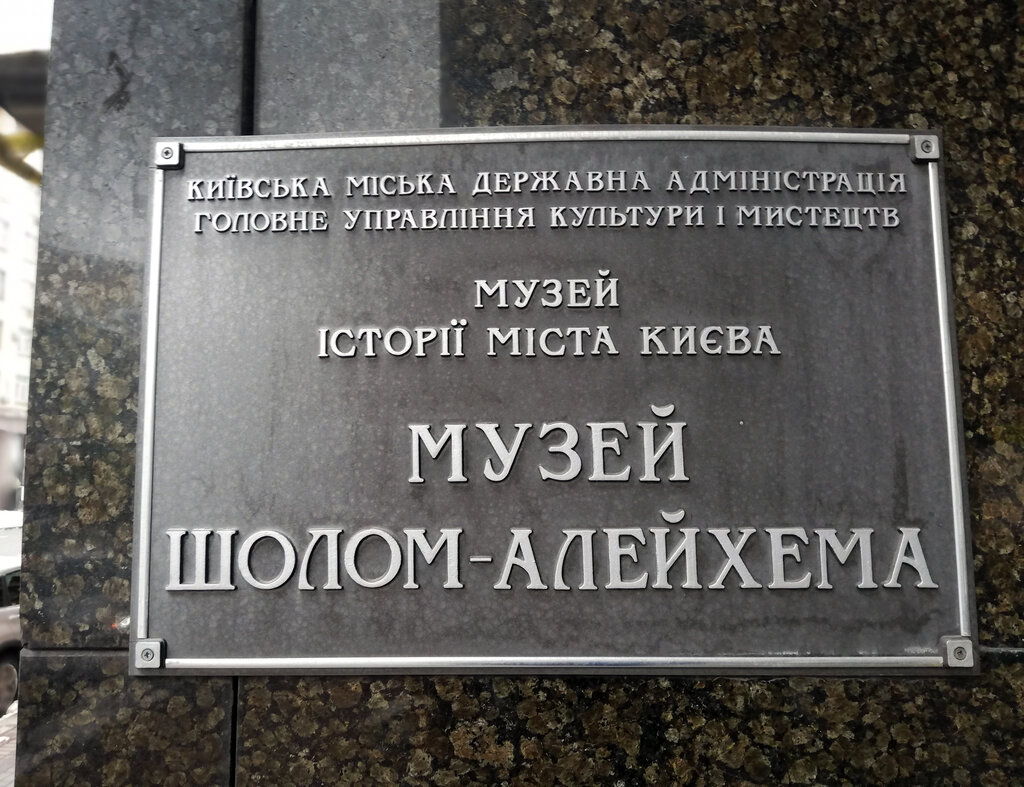 КИЇВСЬКА МІСЬКА ДЕРЖАВНА АДМІНІСТРАЦІЯ
ГОЛОВНЕ УПРАВЛІННЯ КУЛЬТУРИ І МИСТЕЦТВ
МУЗЕЙ
ІСТОРІЇ МІСТА КИЄВА
МУЗЕЙ
ШОЛОМ-АЛЕЙХЕМА